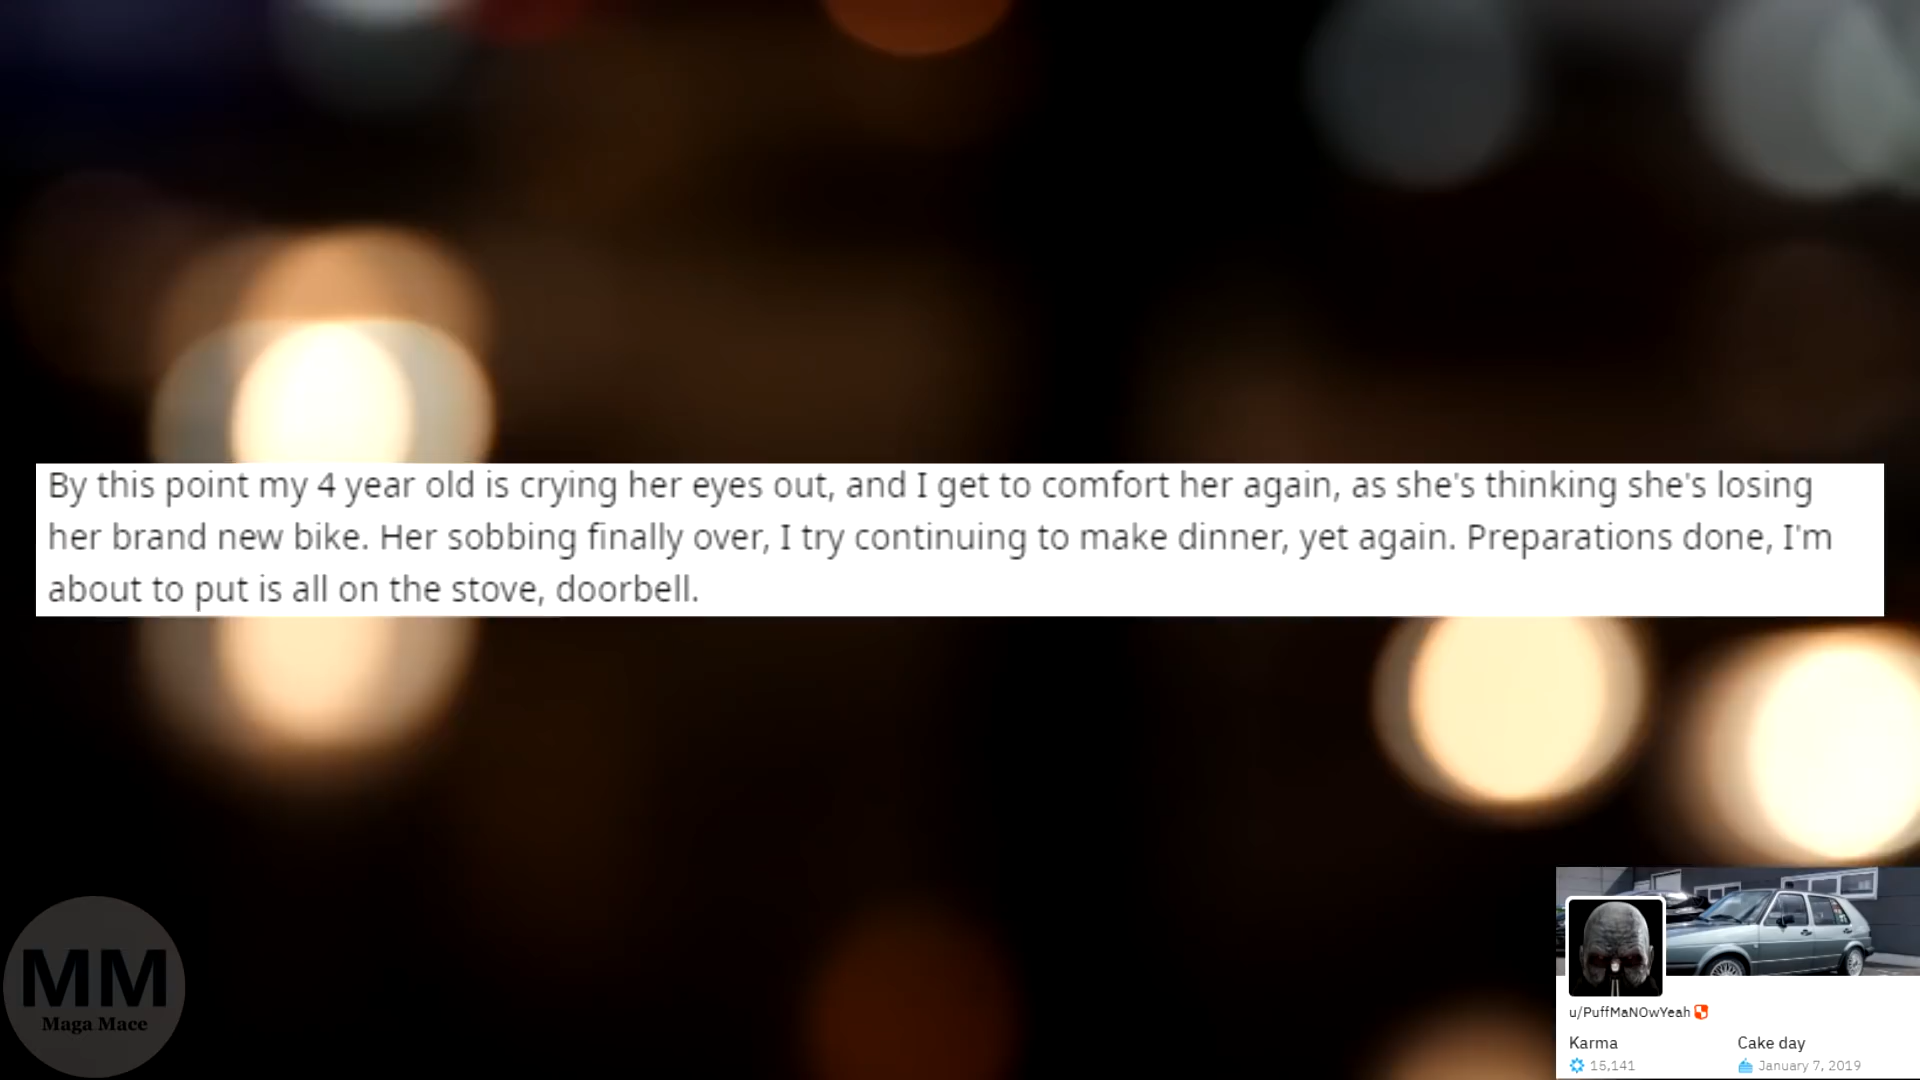 By this point my 4 year old is crying her eyes out, and I get to comfort her again, as she's thinking she's losing
her brand new bike. Her sobbing finally over, I try continuing to make dinner, yet again. Preparations done, I'm
about to put is all on the stove, doorbell.
MM
Maga Mace
u/PuffMaNOwYeah
Karma Cake day
15,141 January 7, 2019